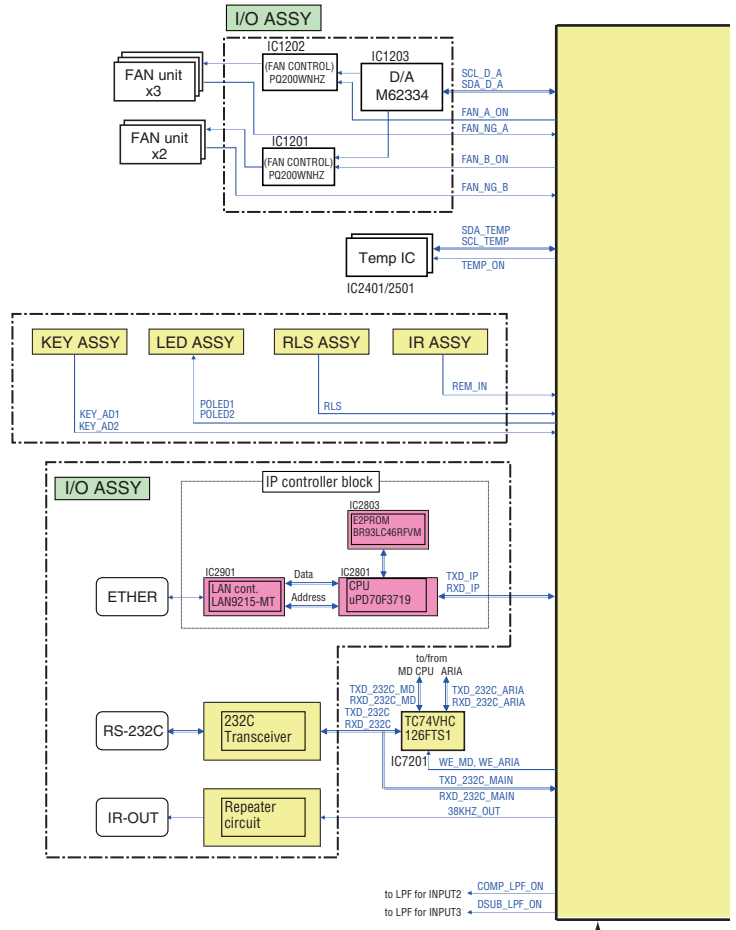 I/O ASSY
IC1202
(FAN CONTROL)
PQ200WNHZ
IC1203
D/A
M62334
FAN unit
x3
SCL_D_A
SDA_D_A
FAN_A_ON
FAN_NG_A
FAN unit
x2
IC1201
(FAN CONTROL)
PQ200WNHZ
FAN_B_ON
FAN_NG_B
Temp IC
IC2401/2501
SDA_TEMP
SCL_TEMP
TEMP_ON
KEY ASSY
LED ASSY
RLS ASSY
IR ASSY
REM_IN
KEY_AD1
KEY_AD2
POLED1
POLED2
RLS
I/O ASSY
IP controller block
IC2803
E2PROM
BR93LC46RFVM
IC2901
LAN cont.
LAN9215-MT
Data
Address
IC2801
CPU
uPD70F3719
TXD_IP
RXD_IP
ETHER
to/from
MD CPU ARIA
TXD_232C_MD
RXD_232C_MD
TXD_232C_ARIA
RXD_232C_ARIA
TXD_232C
RXD_232C
RS-232C
232C
Transceiver
TC74VHC
126FTS1
IC7201
WE_MD, WE_ARIA
TXD_232C_MAIN
RXD_232C_MAIN
IR-OUT
Repeater
circuit
38KHZ_OUT
to LPF for INPUT2
COMP_LPF_ON
to LPF for INPUT3
DSUB_LPF_ON